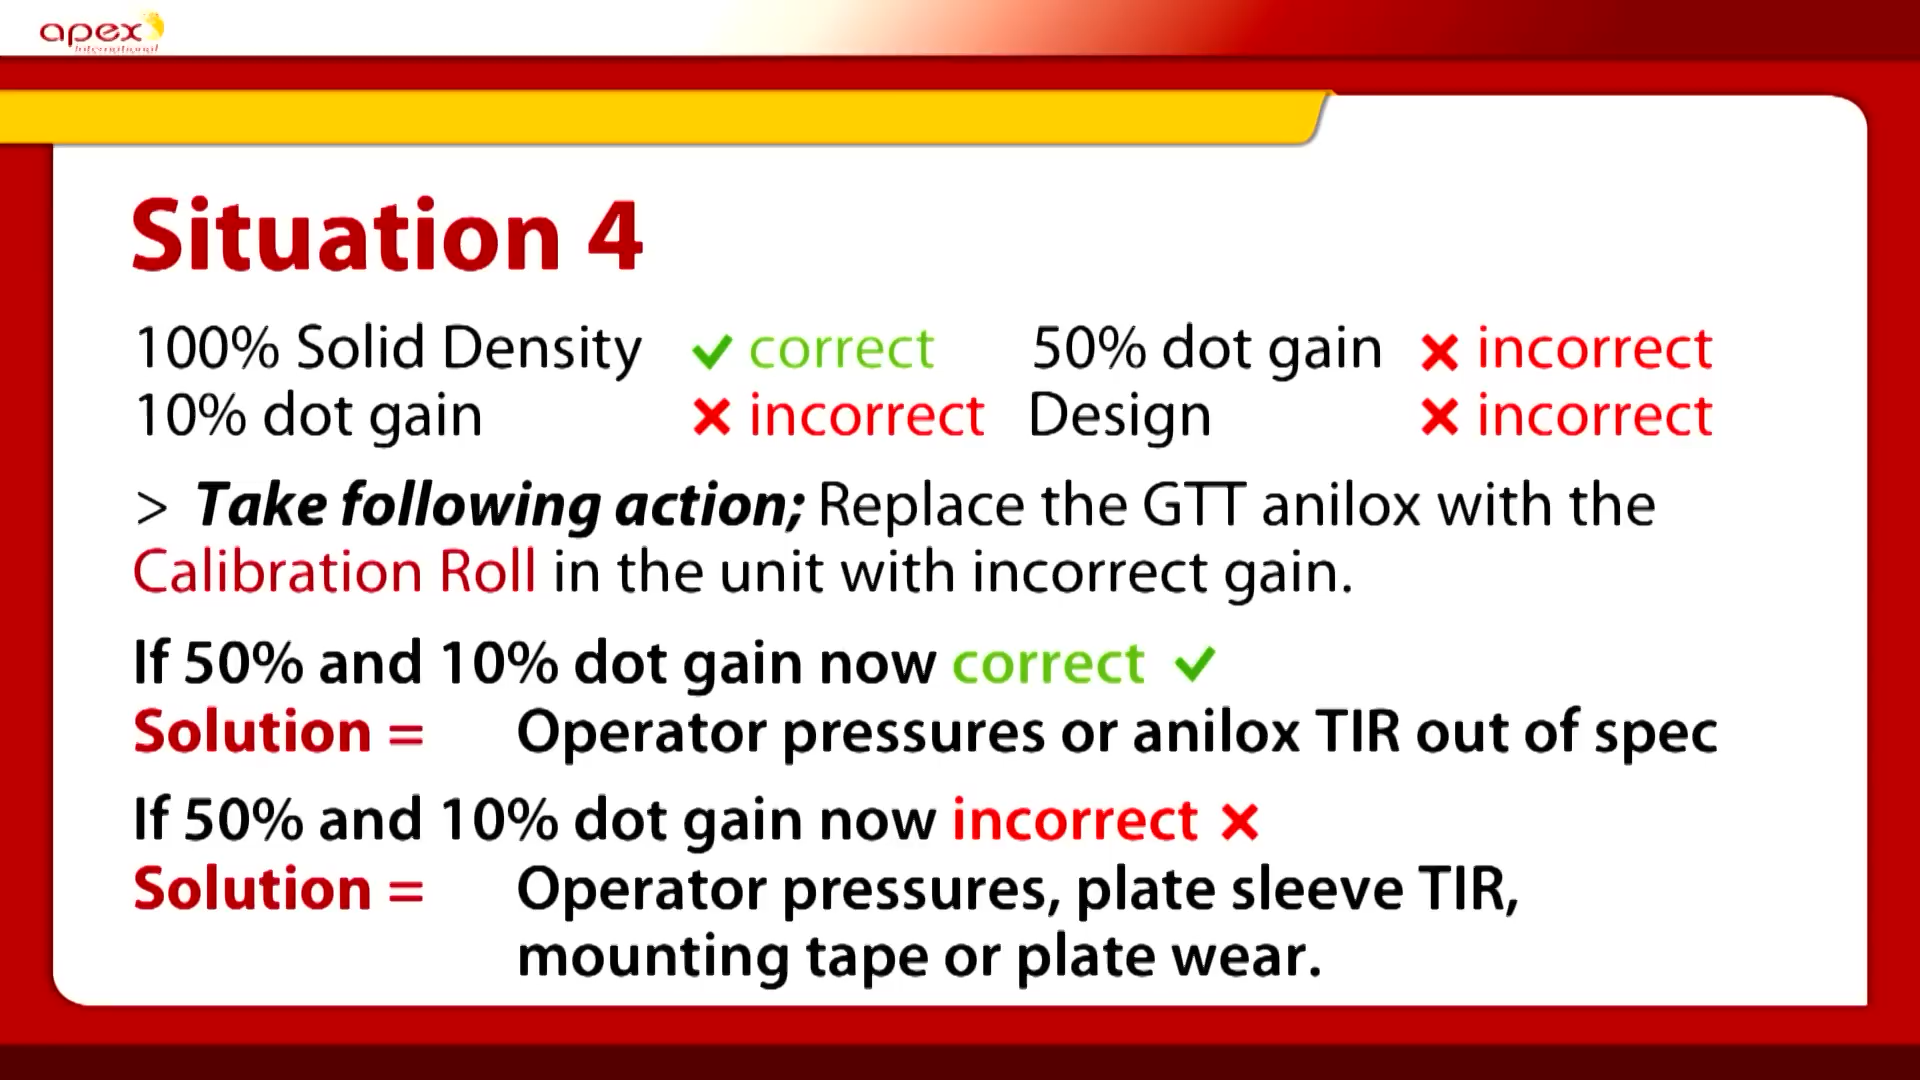 apex
International
Situation 4
100% Solid Density ✓ correct 50% dot gain ✗ incorrect
10% dot gain ✗ incorrect Design ✗ incorrect
> Take following action; Replace the GTT anilox with the
Calibration Roll in the unit with incorrect gain.
If 50% and 10% dot gain now correct ✓
Solution = Operator pressures or anilox TIR out of spec
If 50% and 10% dot gain now incorrect ✗
Solution = Operator pressures, plate sleeve TIR,
mounting tape or plate wear.